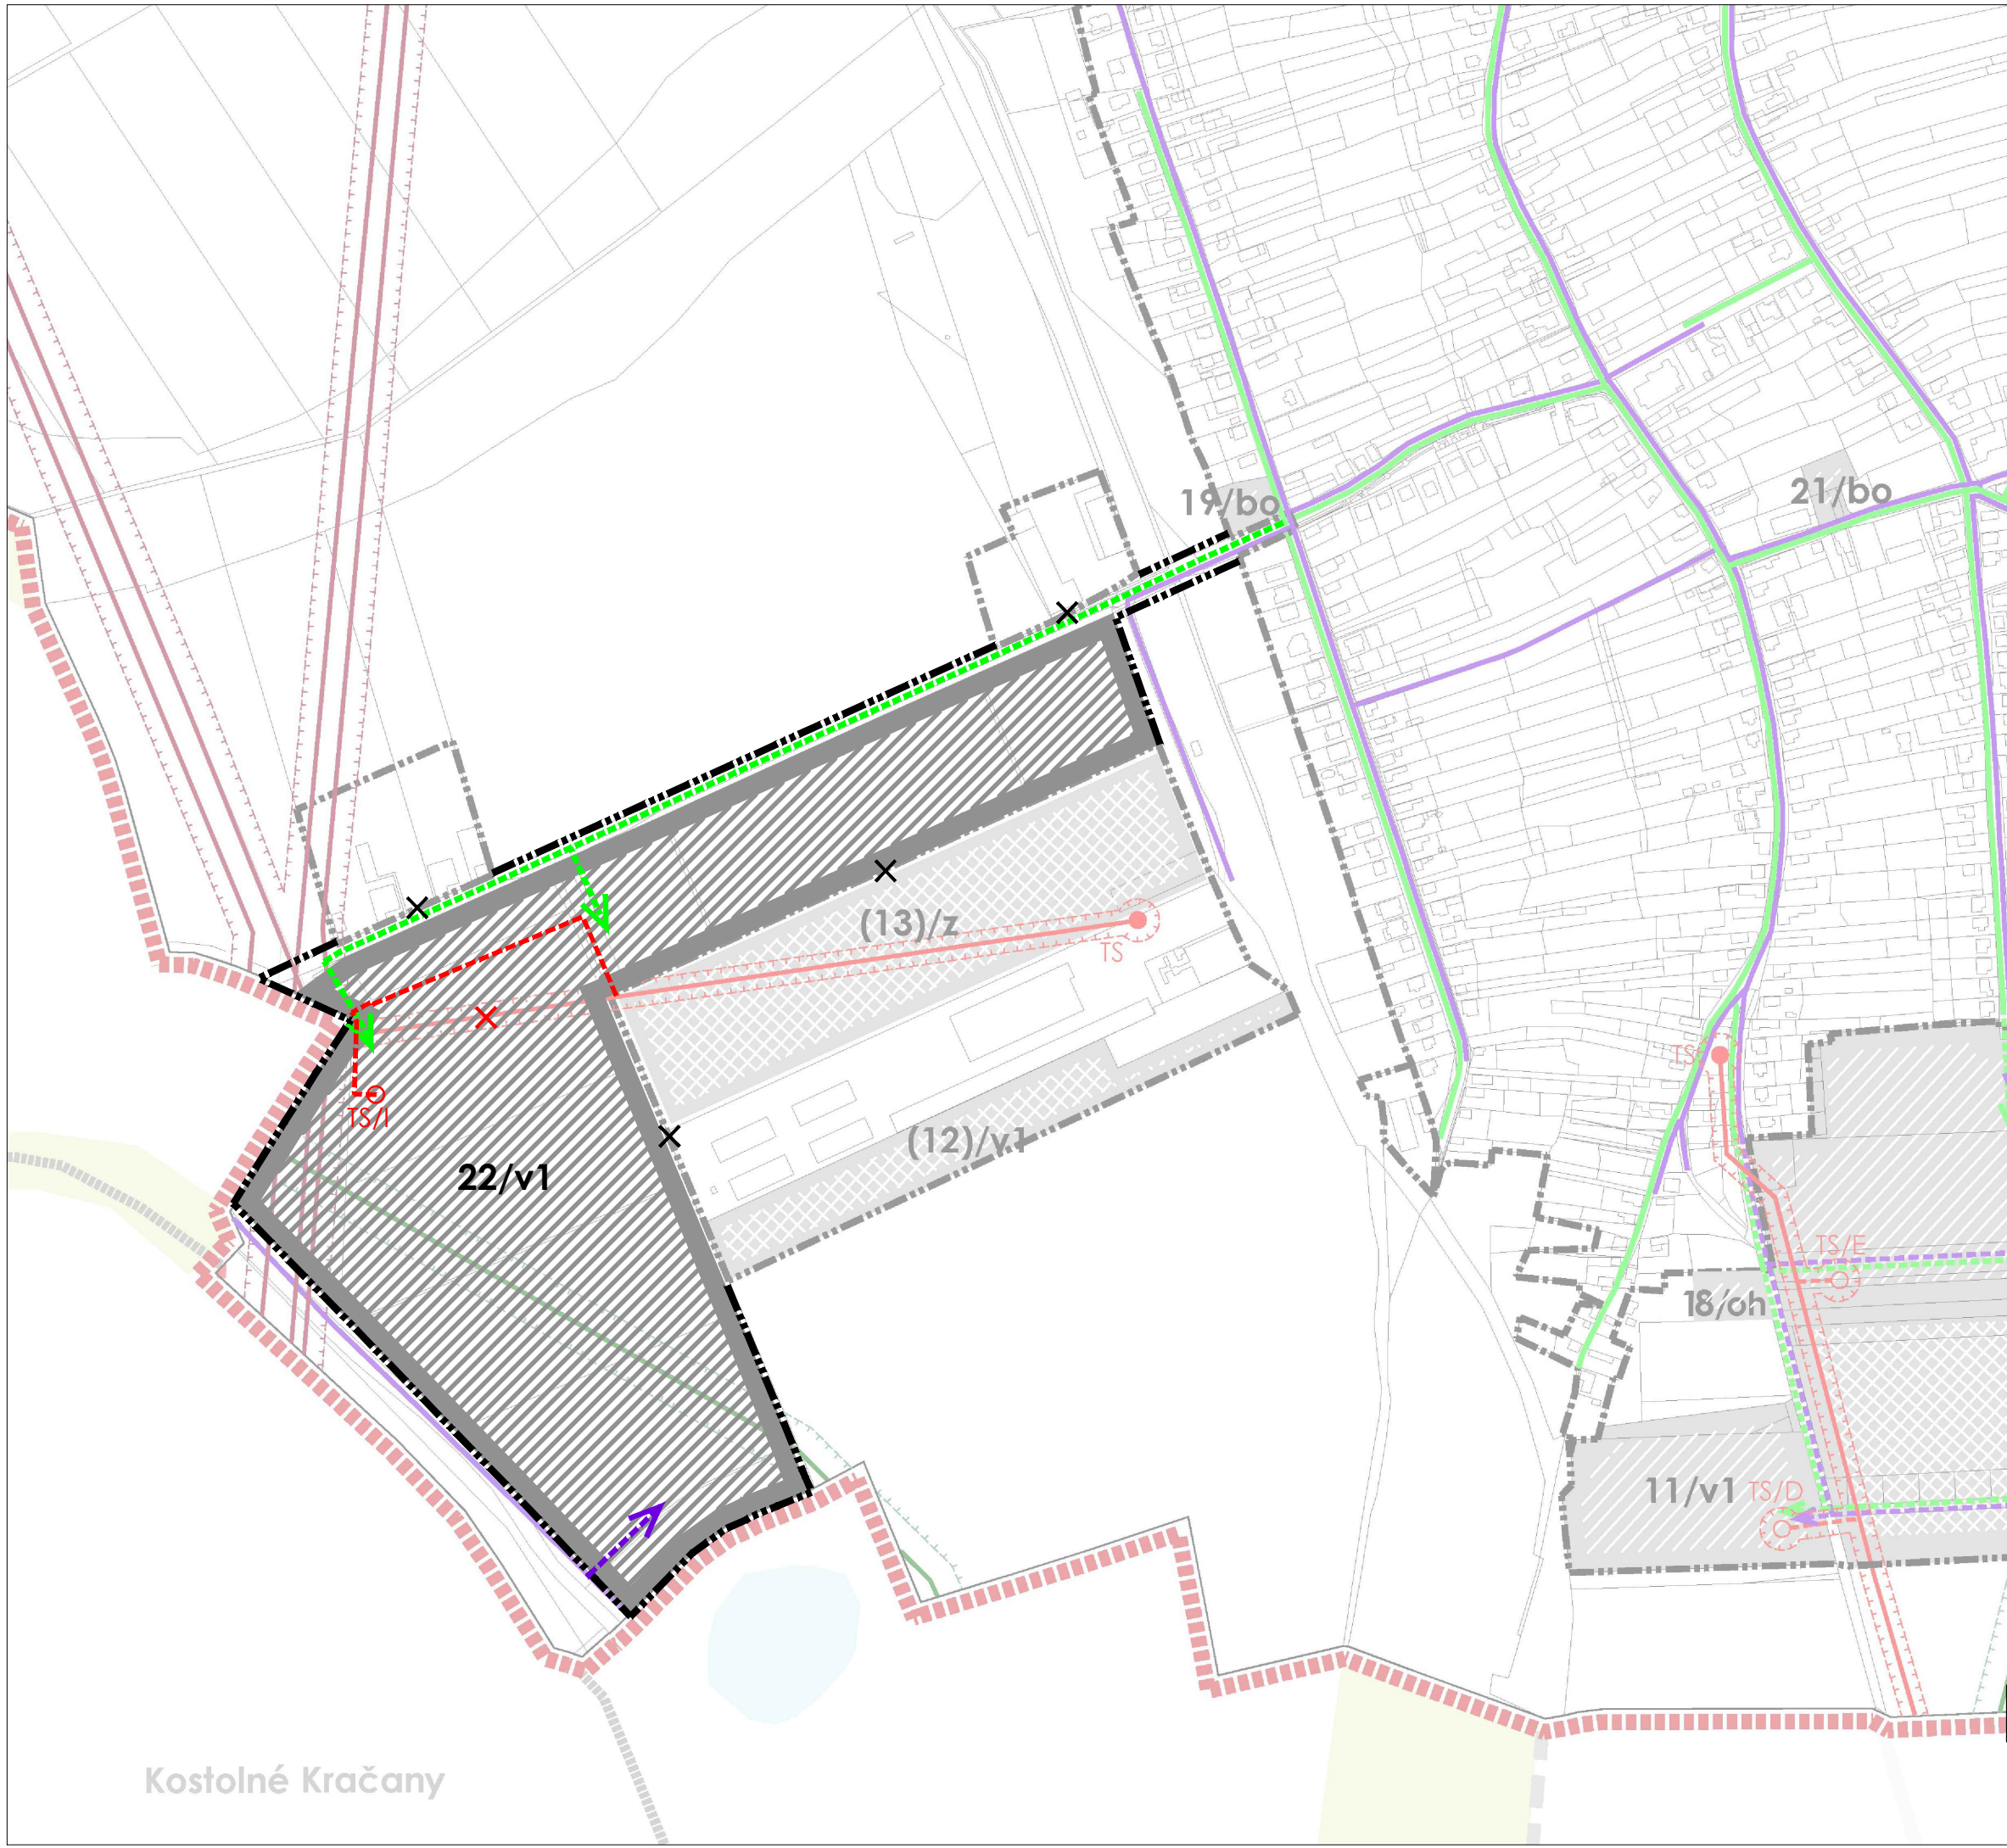 19/bo
21/bo
(13)/z
TS
TS
TS/I
(12)/v1
22/v1
TS/E
18/oh
11/v1
TS/D
Kostolné Kračany